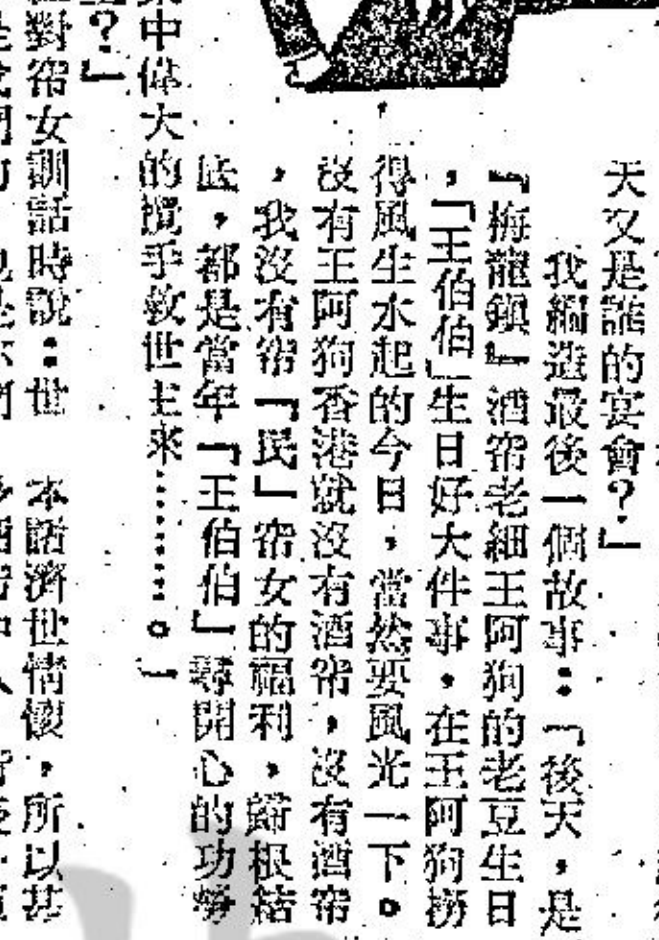 天又是誰的宴會？」
我編造最後一個故事：「後天，是
『梅龍鎮』酒帘老細王阿狗的老豆生日
，「王伯伯」生日好大件事，在王阿狗撈
得風生水起的今日，當然要風光一下。
沒有王阿狗香港就沒有酒帘，沒有酒帘
，我沒有帘「民」帘女的福利，歸根結
底，都是當年「王伯伯」尋開心的功勞
中偉大的攬手救世主來………。」
？」
對帘女訓話時說：世
本諸濟世情懷，所以甚